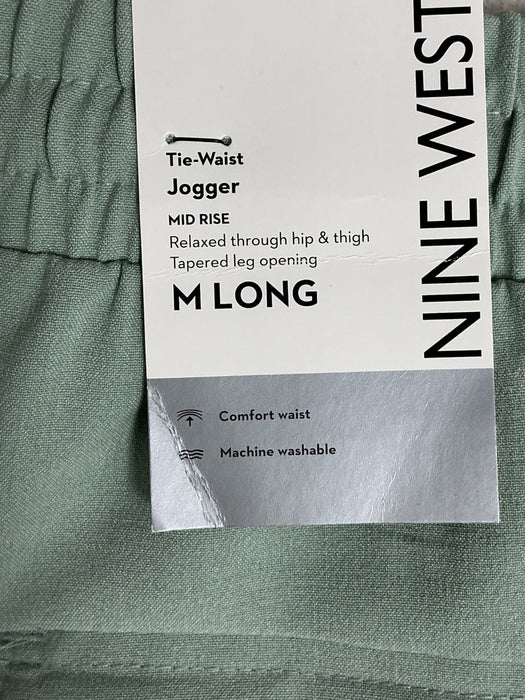 NINE WEST
Tie-Waist
Jogger
MID RISE
Relaxed through hip & thigh
Tapered leg opening
M LONG
Comfort waist
Machine washable